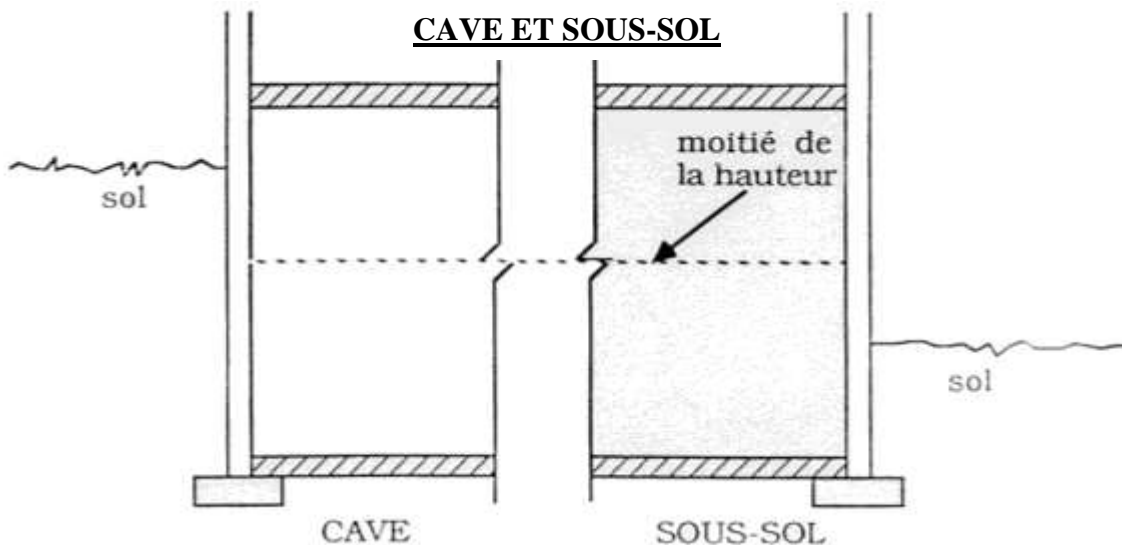 CAVE ET SOUS-SOL
moitié de
la hauteur
sol
sol
CAVE
SOUS-SOL